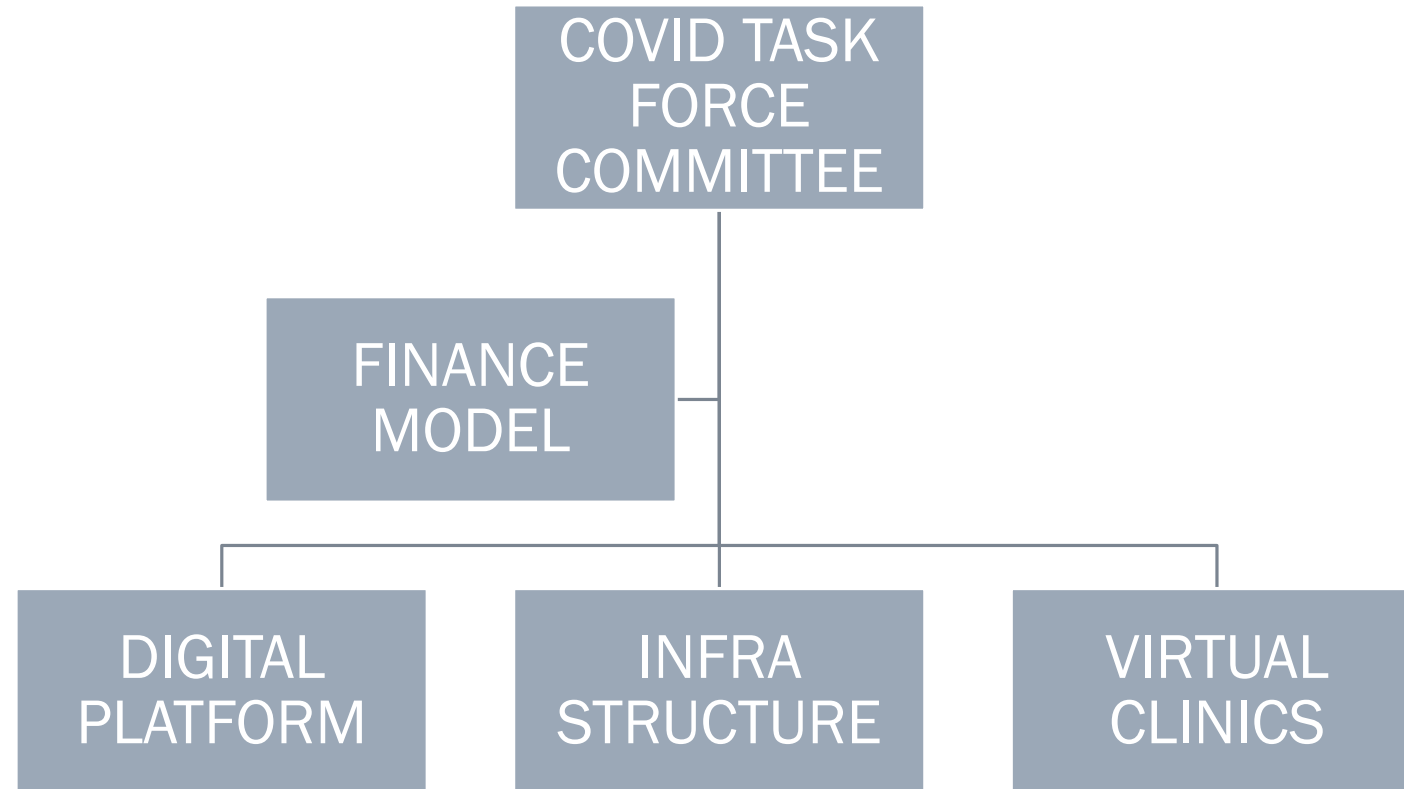 COVID TASK
FORCE
COMMITTEE
FINANCE
MODEL
DIGITAL
PLATFORM
INFRA
STRUCTURE
VIRTUAL
CLINICS